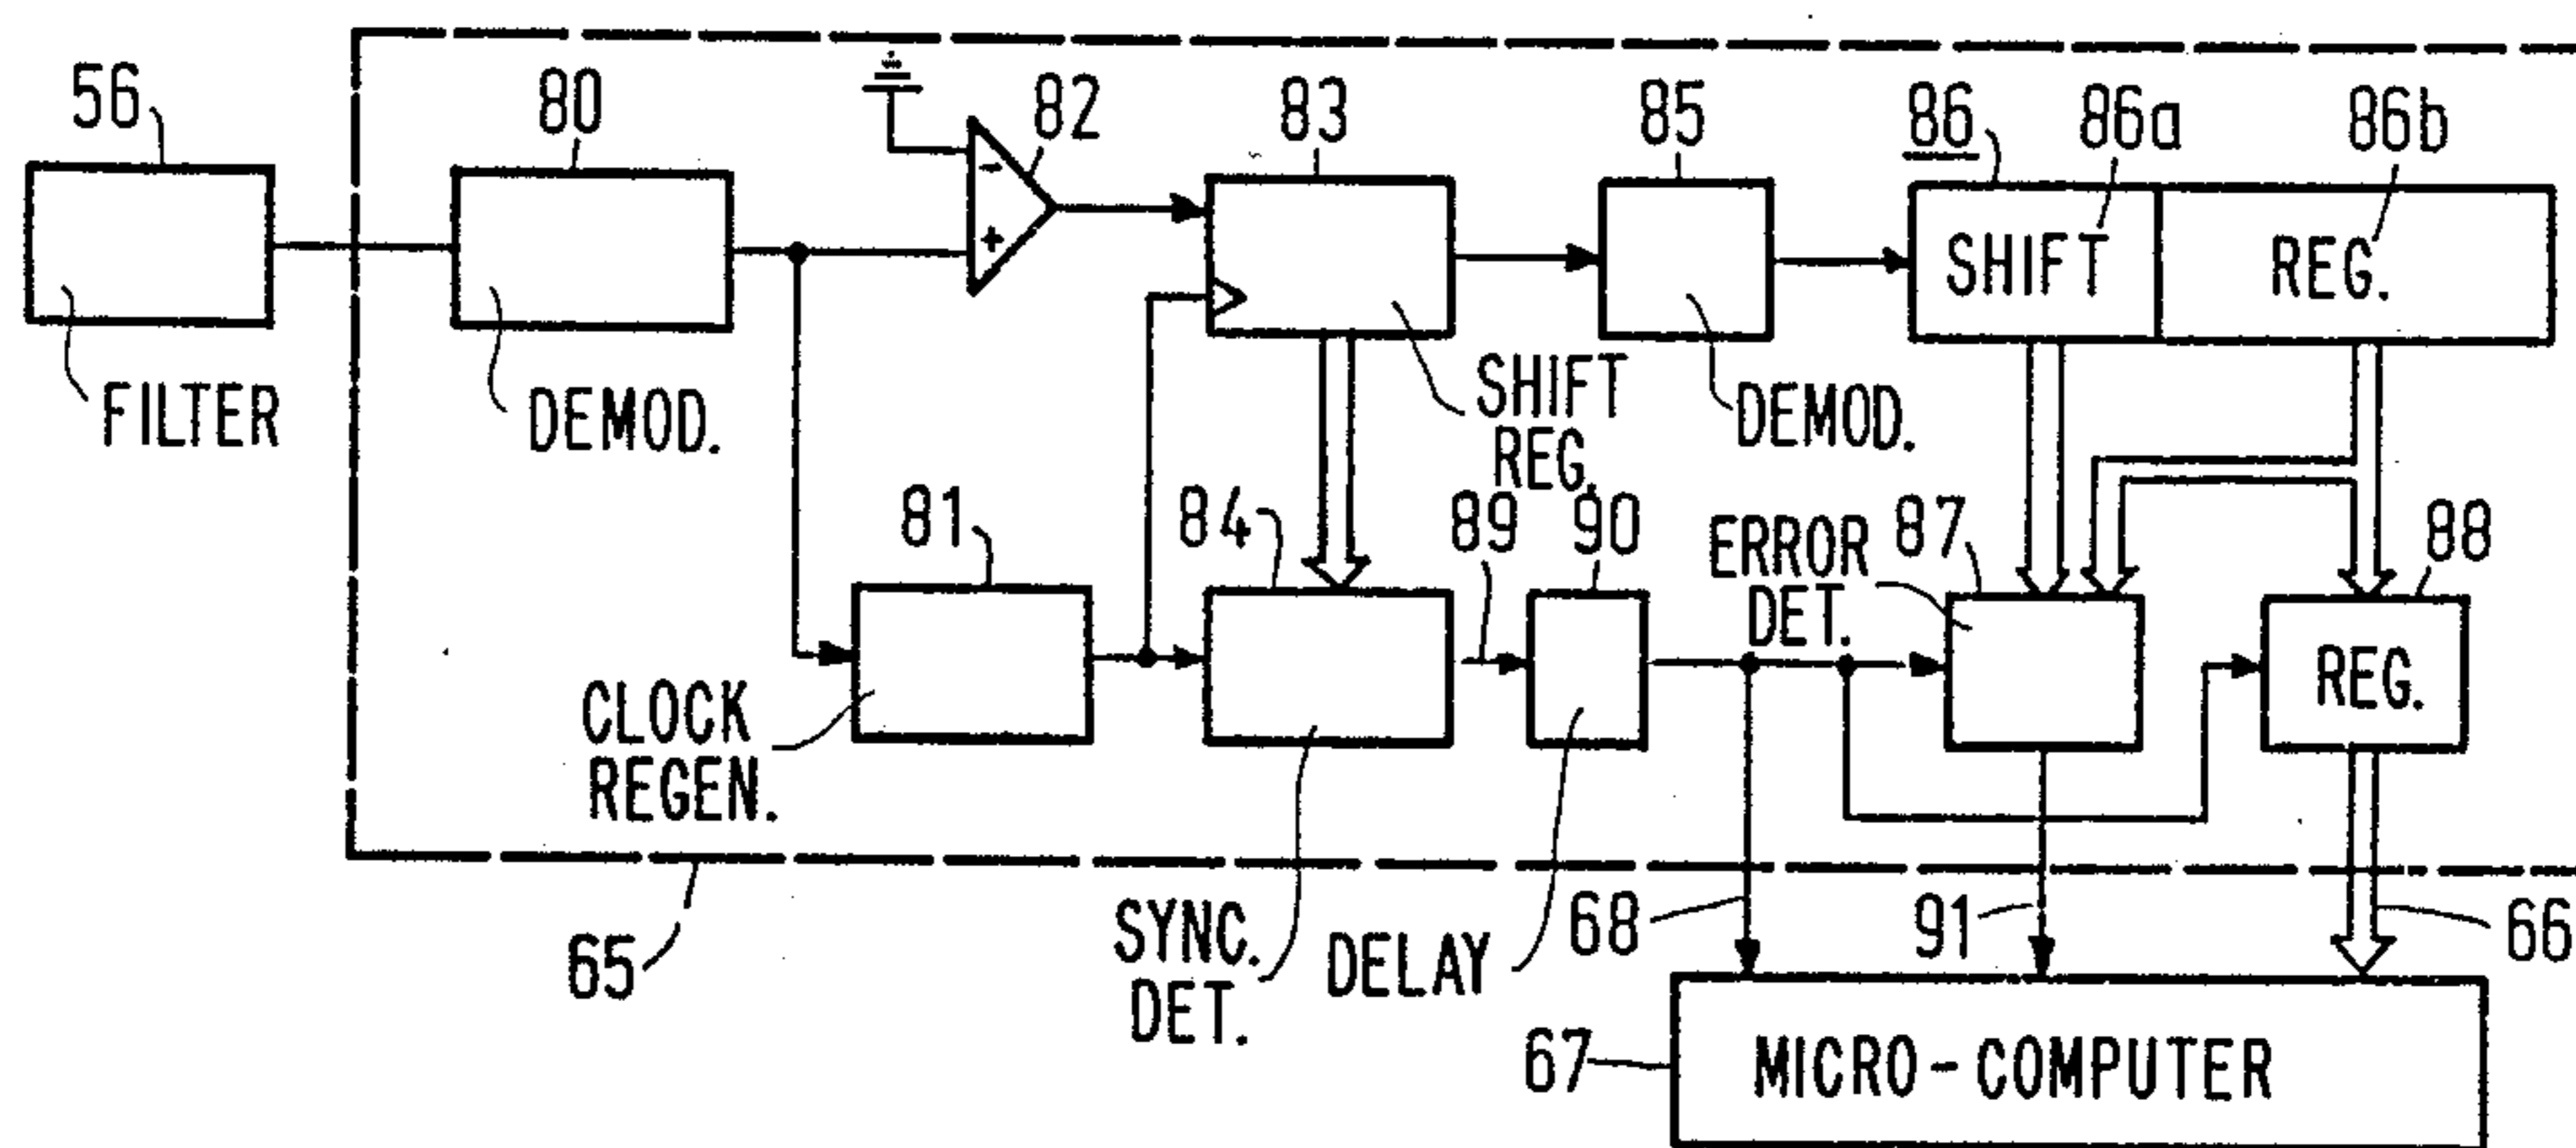 56
80
82
83
85
86
86a
86b
SHIFT
REG.
FILTER
DEMOD.
SHIFT
REG.
DEMOD.
81
84
89
90
ERROR
DET.
87
88
REG.
CLOCK
REGEN.
65
SYNC.
DET.
DELAY
68
91
66
67
MICRO-COMPUTER
-
+